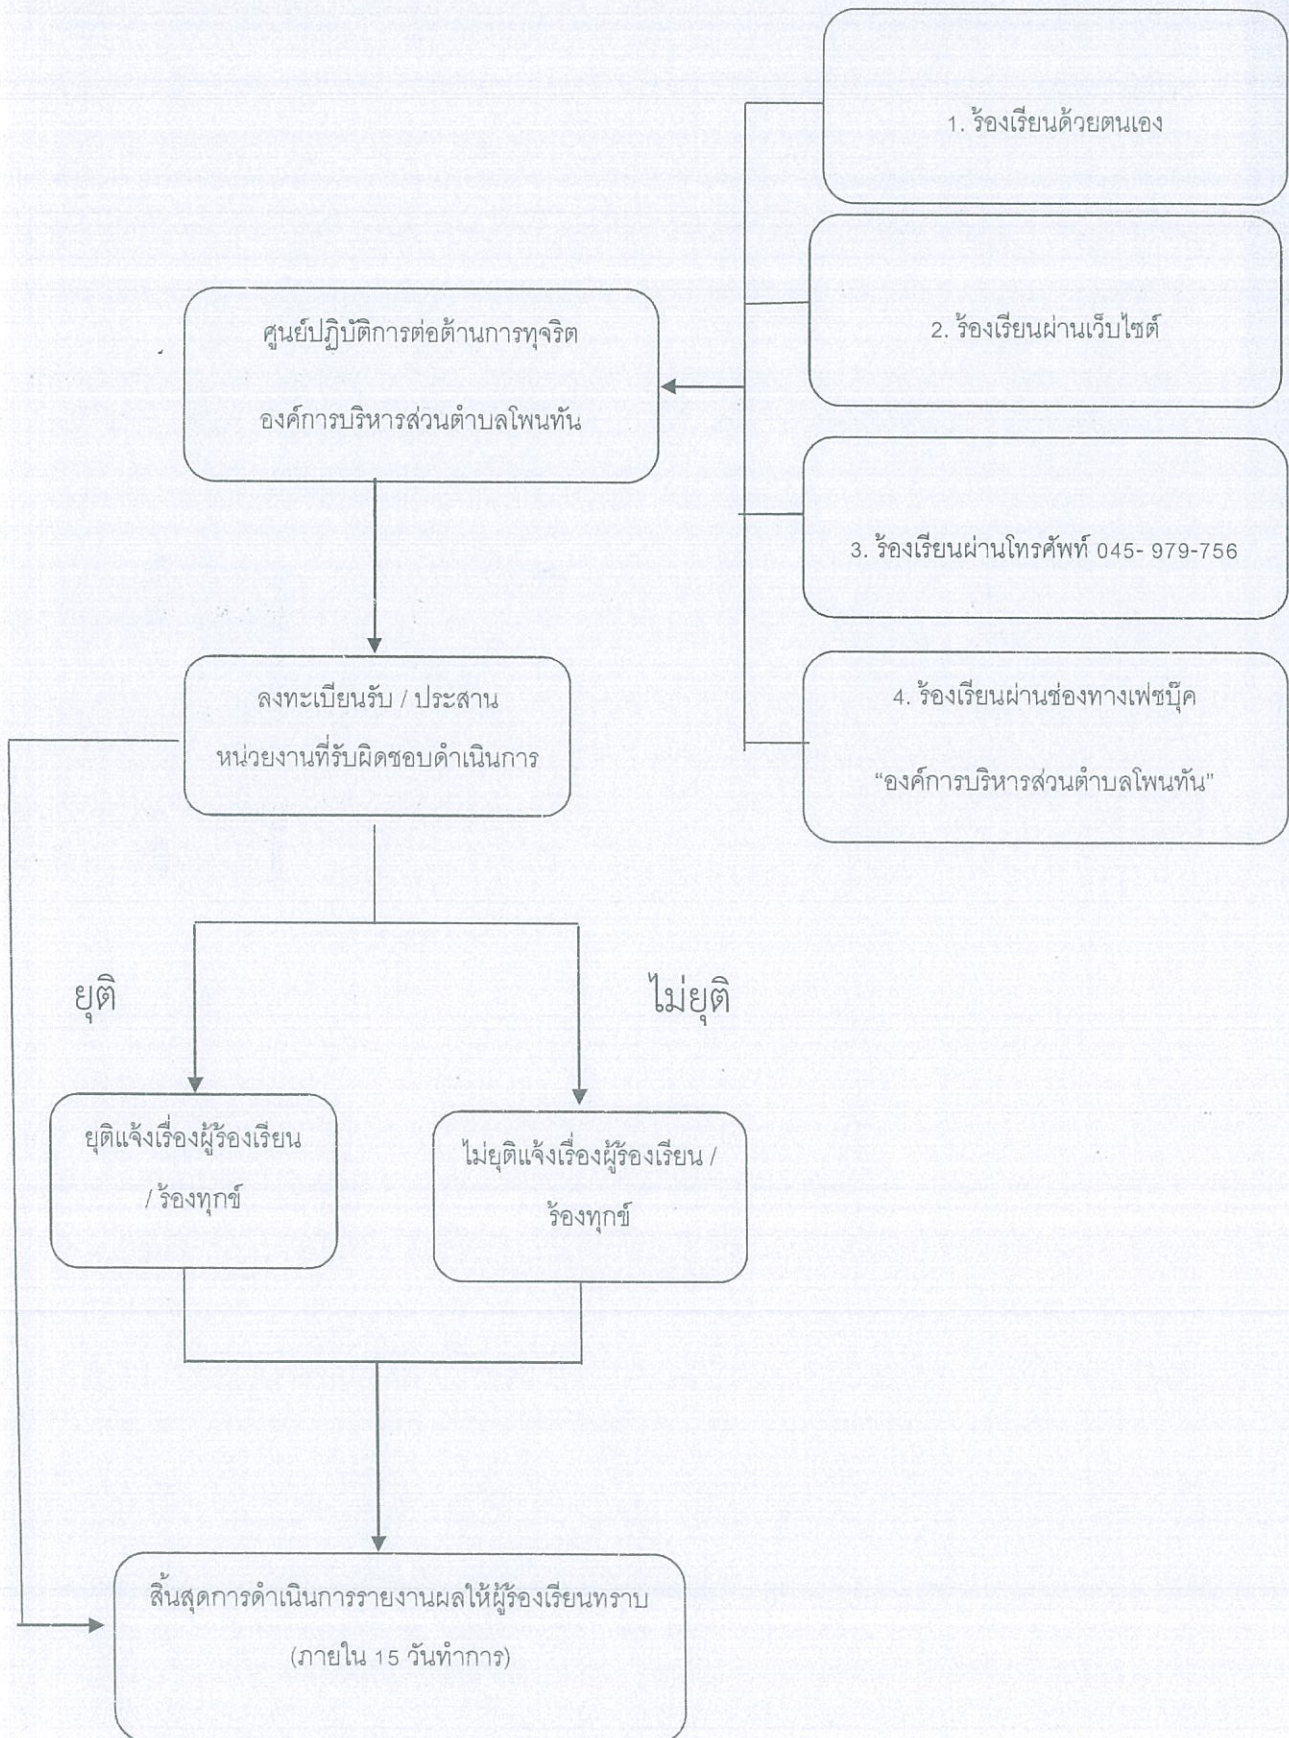 1. ร้องเรียนด้วยตนเอง
2. ร้องเรียนผ่านเว็บไซต์
ศูนย์ปฏิบัติการต่อต้านการทุจริต
องค์การบริหารส่วนตำบลโพนทัน
3. ร้องเรียนผ่านโทรศัพท์ 045- 979-756
4. ร้องเรียนผ่านช่องทางเฟซบุ๊ค
“องค์การบริหารส่วนตำบลโพนทัน”
ลงทะเบียนรับ / ประสาน
หน่วยงานที่รับผิดชอบดำเนินการ
ยุติ
ไม่ยุติ
ยุติแจ้งเรื่องผู้ร้องเรียน
/ ร้องทุกข์
ไม่ยุติแจ้งเรื่องผู้ร้องเรียน /
ร้องทุกข์
สิ้นสุดการดำเนินการรายงานผลให้ผู้ร้องเรียนทราบ
(ภายใน 15 วันทำการ)